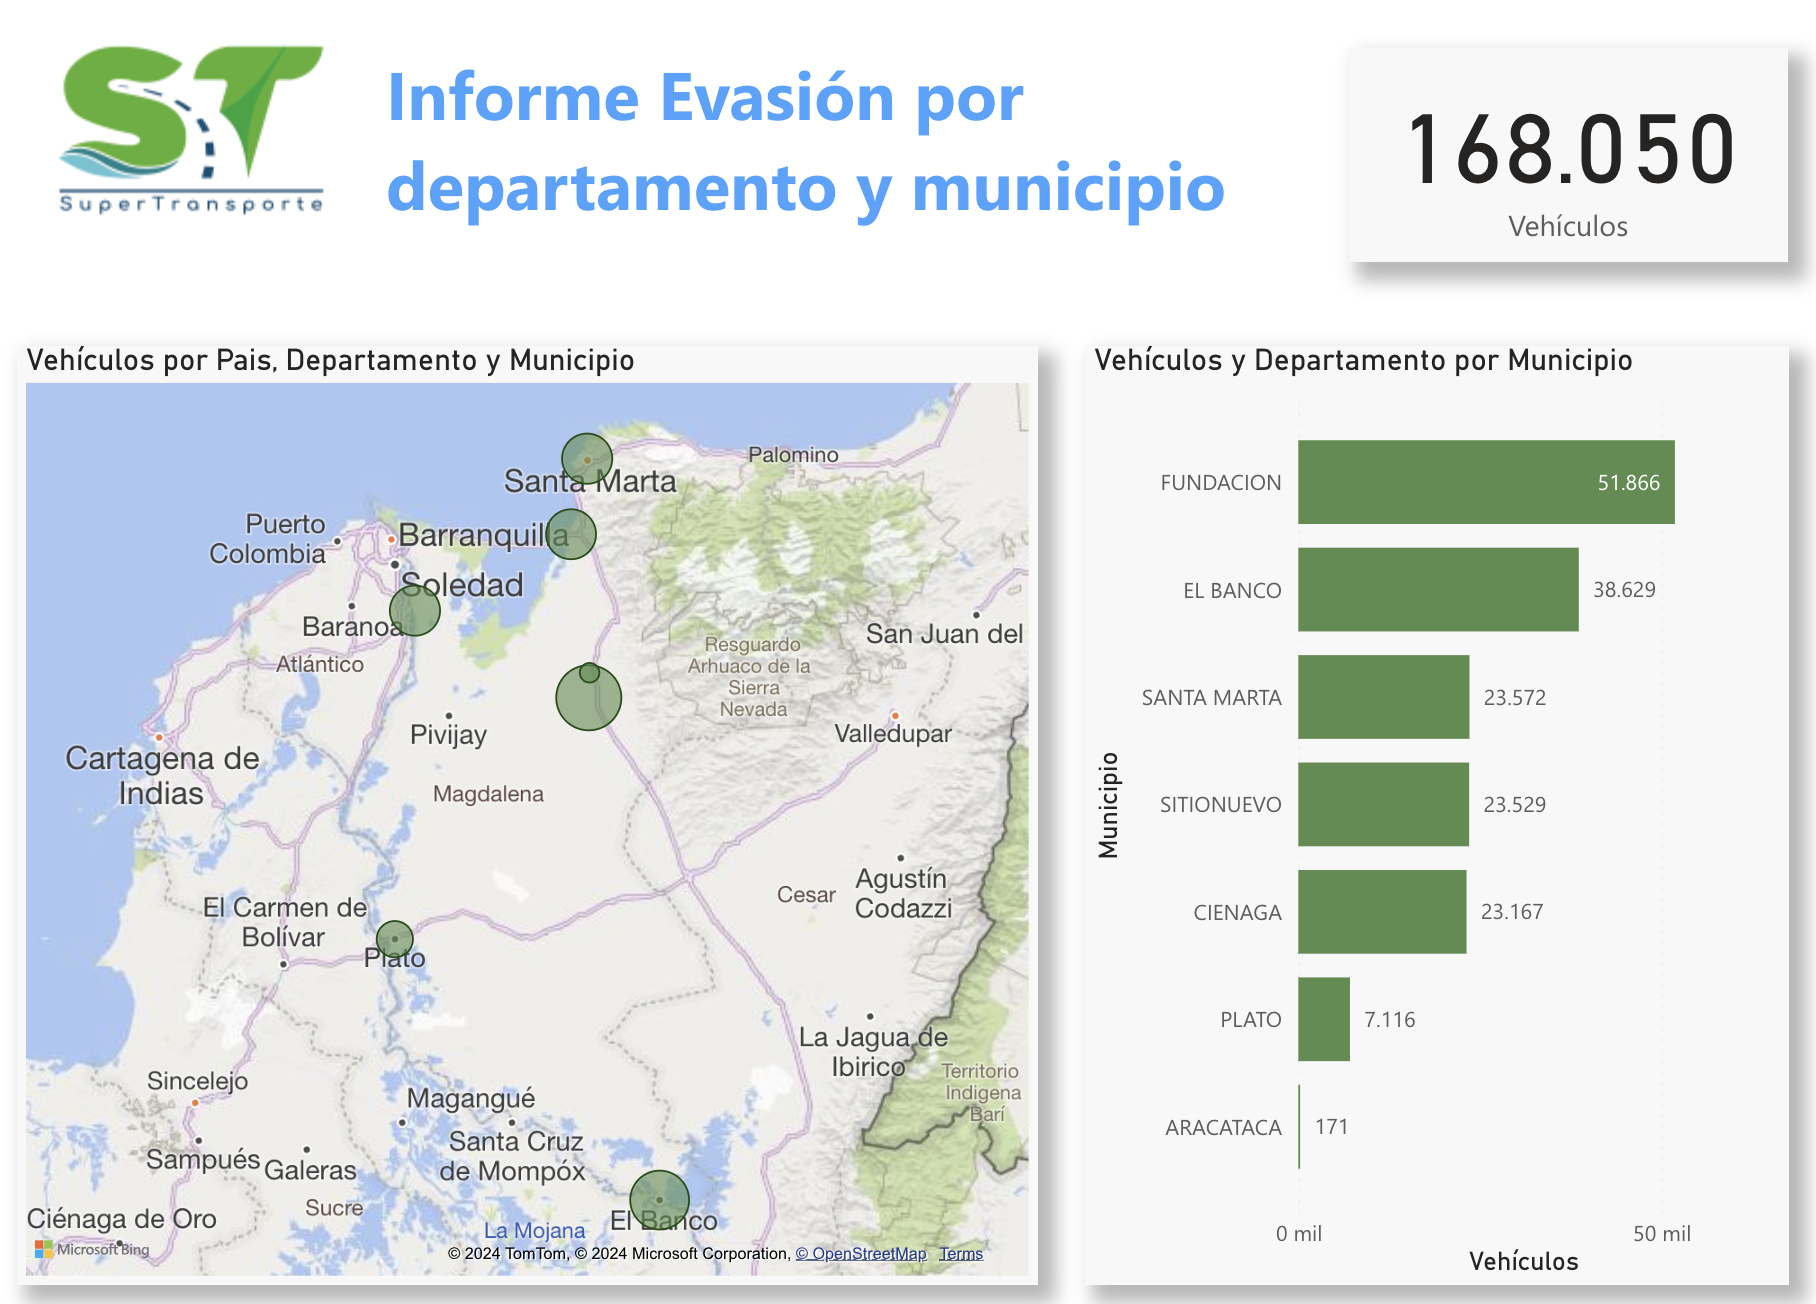 SuperTransporte
Informe Evasión por
departamento y municipio
168.050
Vehículos
Vehículos por Pais, Departamento y Municipio
Palomino
Santa Marta
Puerto
Colombia
Barranquilla
Soledad
Baranoa
Atlántico
San Juan del
Resguardo
Arhuaco de la
Sierra
Nevada
Pivijay
Valledupar
Cartagena de
Indias
Magdalena
Cesar
Agustín
Codazzi
El Carmen de
Bolívar
Plato
La Jagua de
Ibirico
Territorio
Indigena
Barí
Sincelejo
Magangué
Santa Cruz
de Mompóx
Sampués
Galeras
Sucre
Ciénaga de Oro
La Mojana
El Banco
Microsoft Bing
© 2024 TomTom, © 2024 Microsoft Corporation, © OpenStreetMap Terms
Vehículos y Departamento por Municipio
Municipio
FUNDACION 51.866
EL BANCO 38.629
SANTA MARTA 23.572
SITIONUEVO 23.529
CIENAGA 23.167
PLATO 7.116
ARACATACA 171
0 mil 50 mil
Vehículos